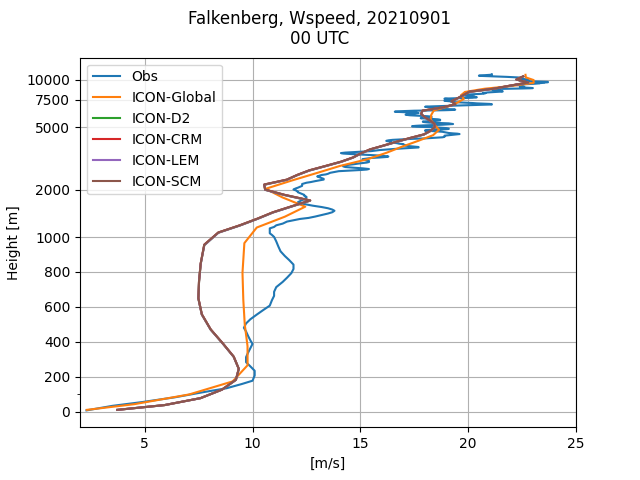 Falkenberg, Wspeed, 20210901
00 UTC
Obs
ICON-Global
ICON-D2
ICON-CRM
ICON-LEM
ICON-SCM
10000
7500
5000
2000
1000
800
600
400
200
0
Height [m]
5 10 15 20 25
[m/s]